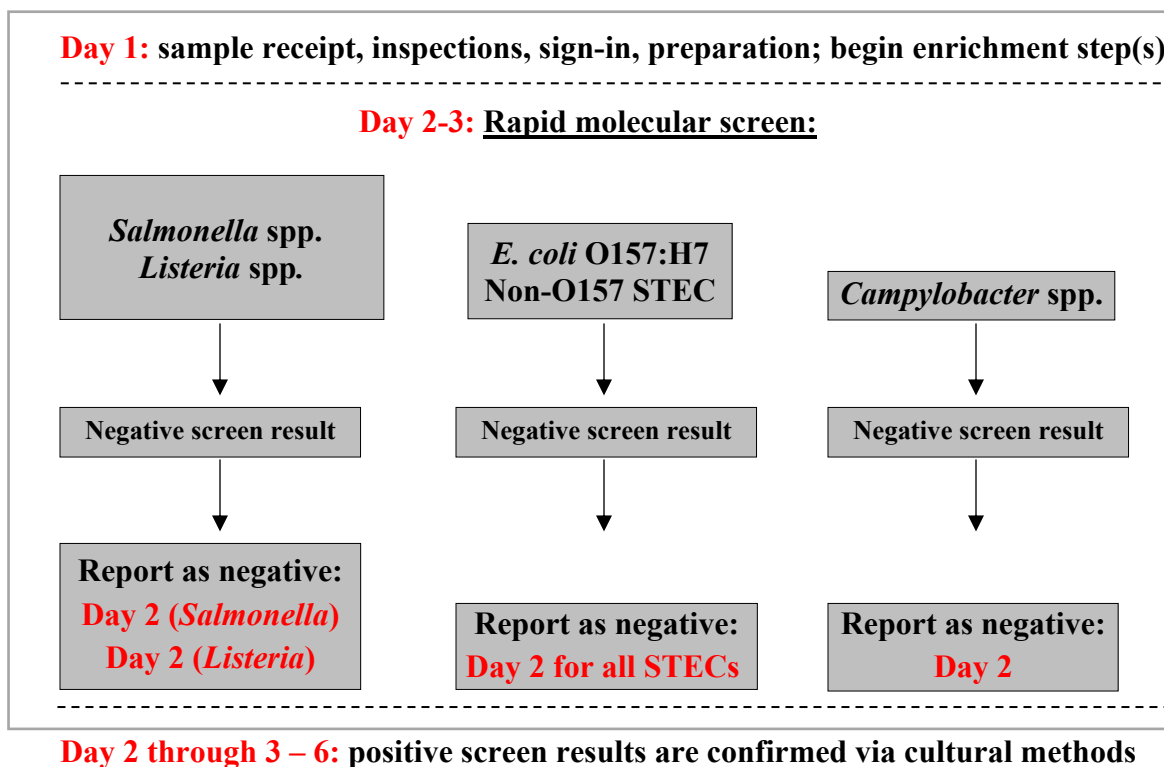 Day 1: sample receipt, inspections, sign-in, preparation; begin enrichment step(s)
Day 2-3: Rapid molecular screen:
Salmonella spp.
Listeria spp.
E. coli O157:H7
Non-O157 STEC
Campylobacter spp.
Negative screen result
Negative screen result
Negative screen result
Report as negative:
Day 2 (Salmonella)
Day 2 (Listeria)
Report as negative:
Day 2 for all STECs
Report as negative:
Day 2
Day 2 through 3 – 6: positive screen results are confirmed via cultural methods